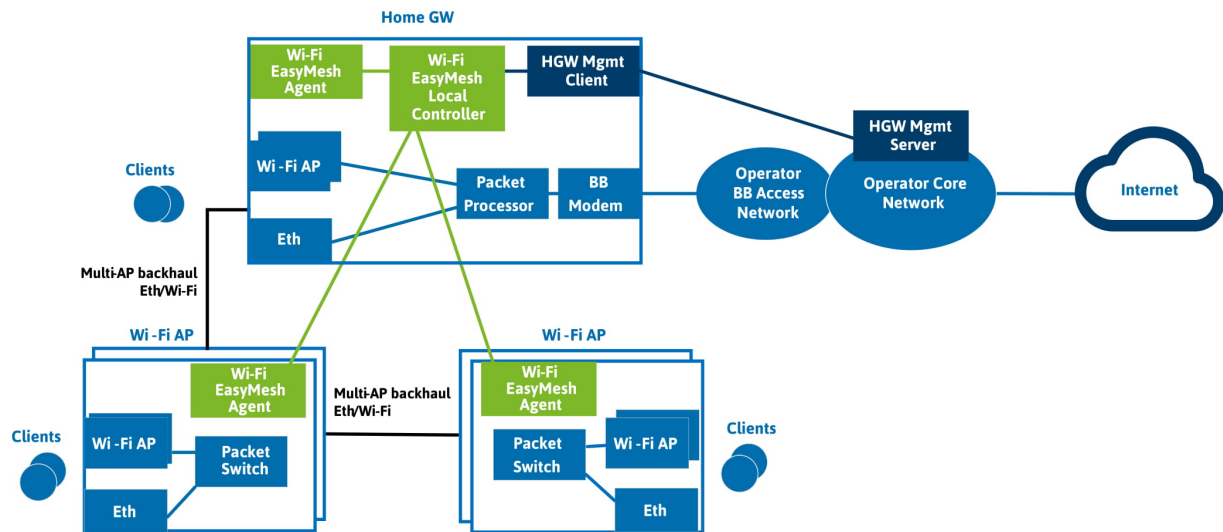 Home GW
Wi-Fi
EasyMesh
Agent
Wi-Fi
EasyMesh
Local
Controller
HGW Mgmt
Client
HGW Mgmt
Server
Clients
Wi -Fi AP
Packet
Processor
BB
Modem
Operator
BB Access
Network
Operator Core
Network
Internet
Eth
Multi-AP backhaul
Eth/Wi-Fi
Wi -Fi AP
Wi -Fi AP
Wi-Fi
EasyMesh
Agent
Multi-AP backhaul
Eth/Wi-Fi
Wi-Fi
EasyMesh
Agent
Clients
Wi -Fi AP
Packet
Switch
Eth
Packet
Switch
Wi -Fi AP
Clients
Eth